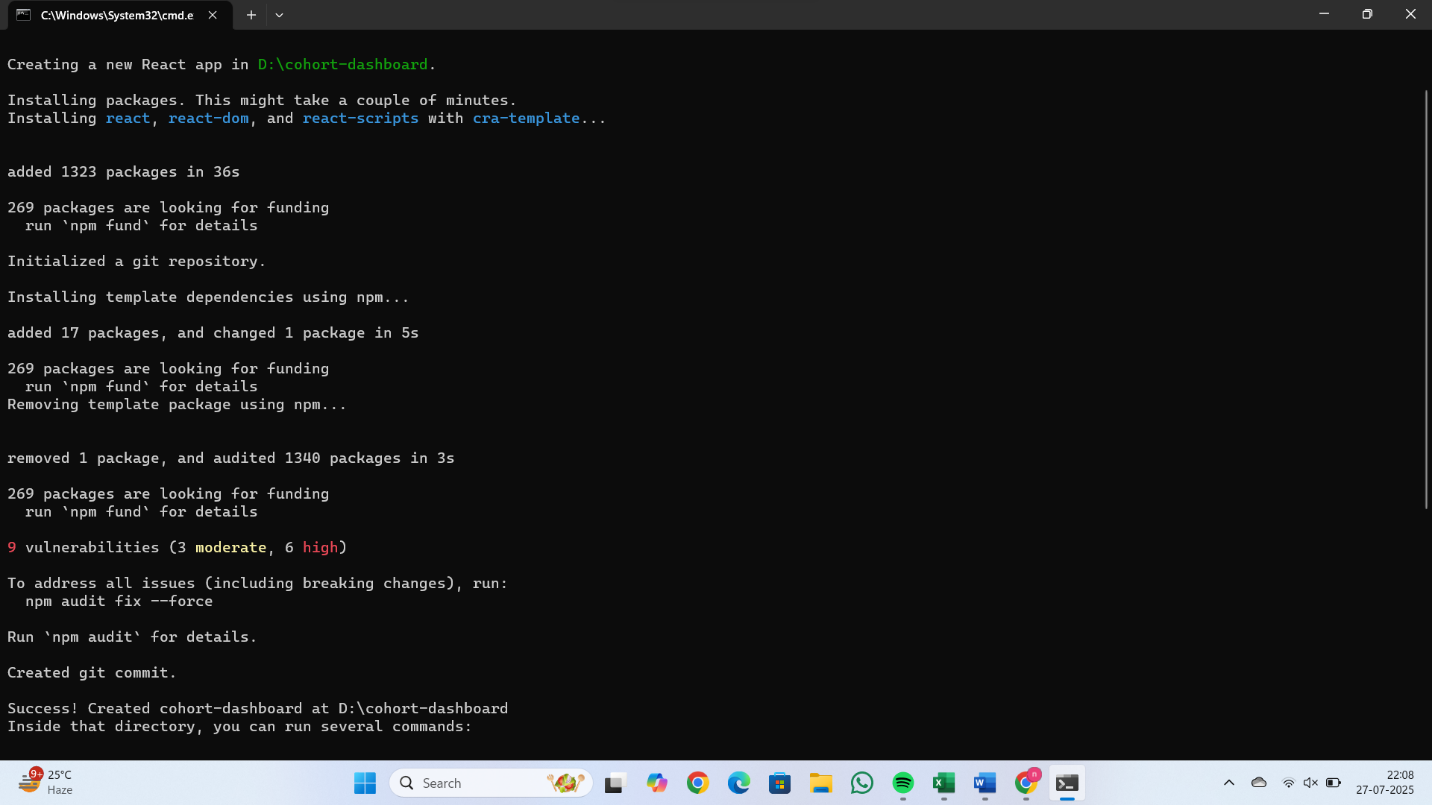 C:\Windows\System32\cmd.e
Creating a new React app in D:\cohort-dashboard.
Installing packages. This might take a couple of minutes.
Installing react, react-dom, and react-scripts with cra-template...
added 1323 packages in 36s
269 packages are looking for funding
run `npm fund` for details
Initialized a git repository.
Installing template dependencies using npm...
added 17 packages, and changed 1 package in 5s
269 packages are looking for funding
run `npm fund` for details
Removing template package using npm...
removed 1 package, and audited 1340 packages in 3s
269 packages are looking for funding
run `npm fund` for details
9 vulnerabilities (3 moderate, 6 high)
To address all issues (including breaking changes), run:
npm audit fix --force
Run `npm audit` for details.
Created git commit.
Success! Created cohort-dashboard at D:\cohort-dashboard
Inside that directory, you can run several commands:
9+
25°C
Haze
Search
22:08
27-07-2025